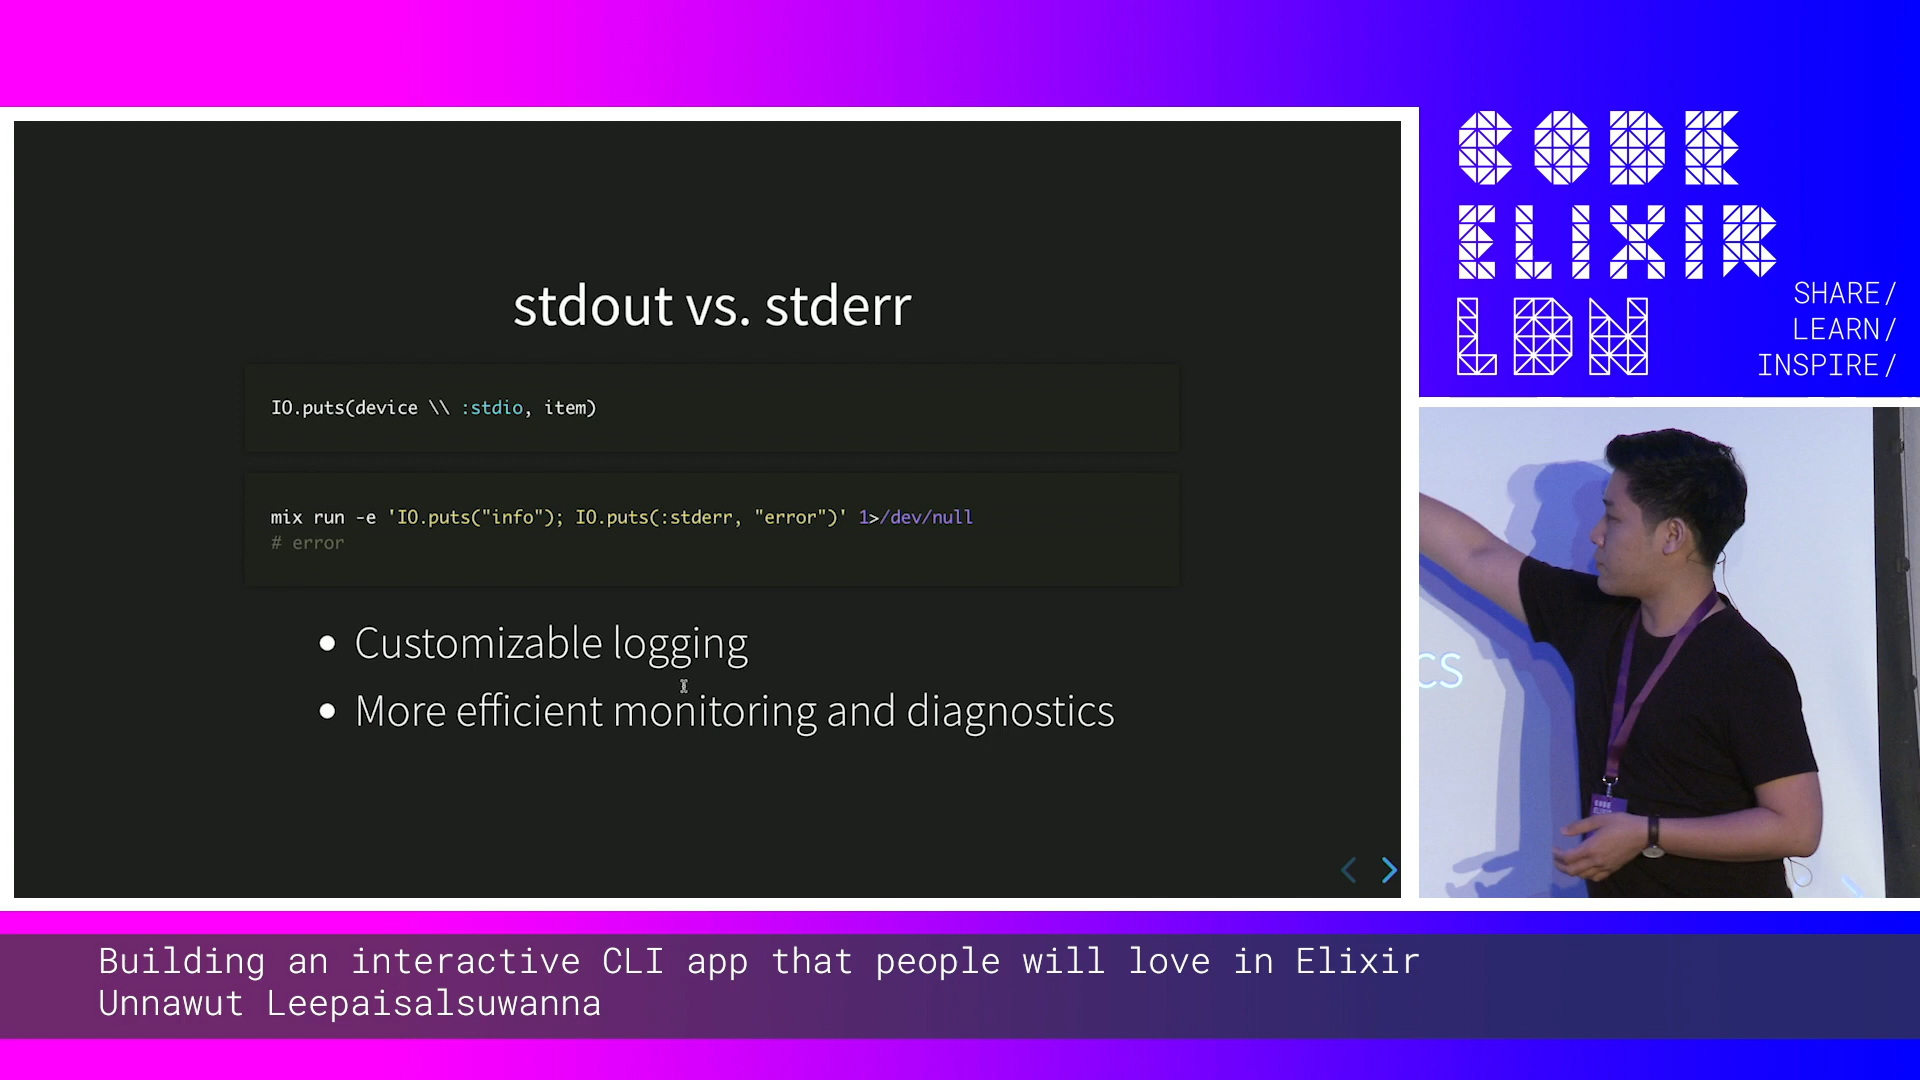 CODE
ELIXIR
LDN
SHARE/
LEARN/
INSPIRE/
stdout vs. stderr
IO.puts(device \\ :stdio, item)
mix run -e 'IO.puts("info"); IO.puts(:stderr, "error")' 1>/dev/null
# error
• Customizable logging
• More efficient monitoring and diagnostics
cs
CODE
Building an interactive CLI app that people will love in Elixir
Unnawut Leepaisalsuwanna